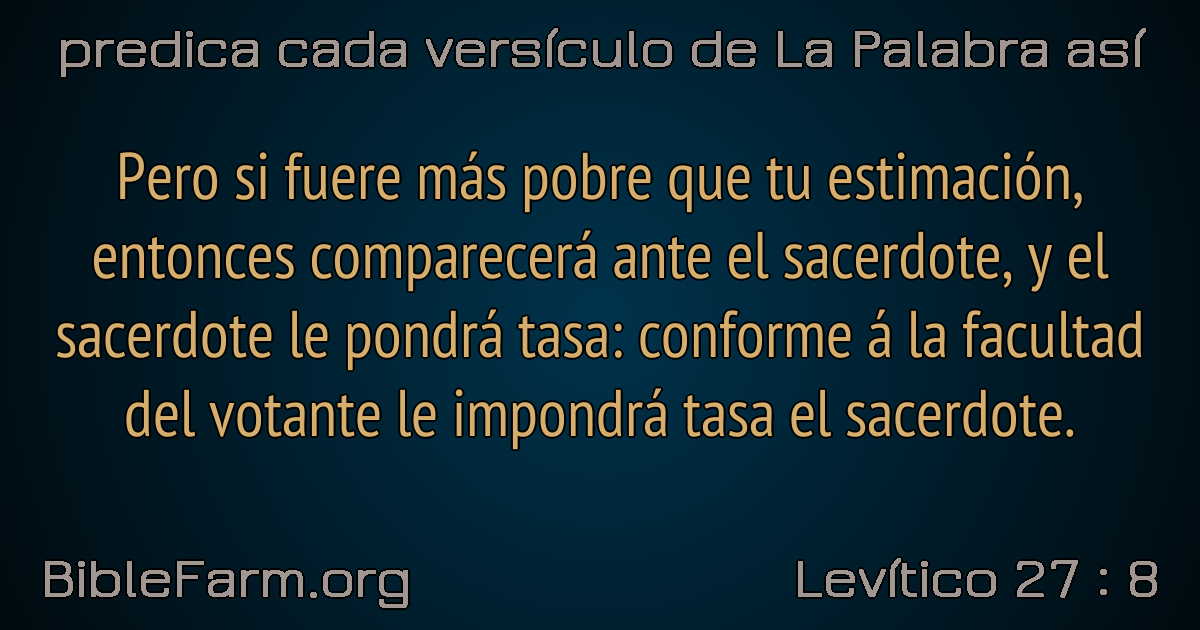 predica cada versículo de La Palabra así
Pero si fuere más pobre que tu estimación,
entonces comparecerá ante el sacerdote, y el
sacerdote le pondrá tasa: conforme á la facultad
del votante le impondrá tasa el sacerdote.
BibleFarm.org
Levítico 27 : 8